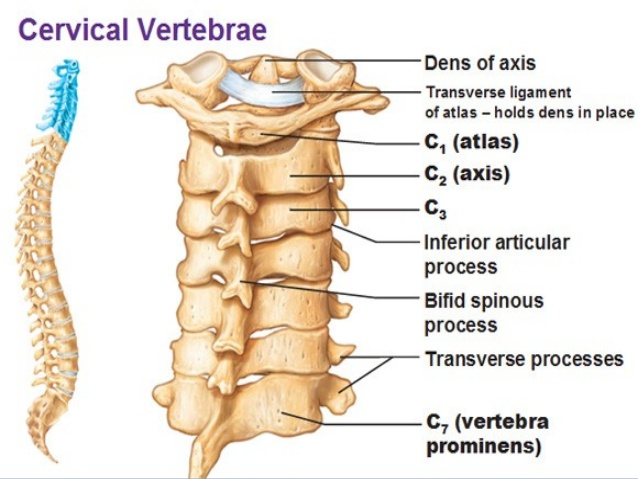 Cervical Vertebrae
Dens of axis
Transverse ligament
of atlas – holds dens in place
C₁ (atlas)
C₂ (axis)
C₃
Inferior articular
process
Bifid spinous
process
Transverse processes
C₇ (vertebra
prominens)